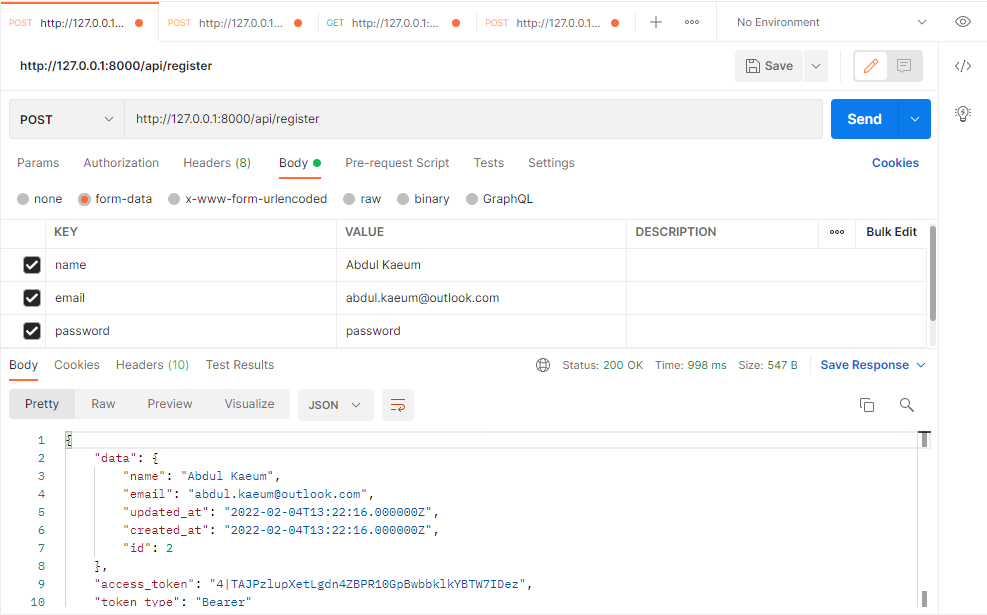 POST http://127.0.0.1... POST http://127.0.0.1... GET http://127.0.0.1:... POST http://127.0.0.1... No Environment
http://127.0.0.1:8000/api/register Save
POST http://127.0.0.1:8000/api/register Send
Params Authorization Headers (8) Body Pre-request Script Tests Settings Cookies
none form-data x-www-form-urlencoded raw binary GraphQL
KEY VALUE DESCRIPTION Bulk Edit
name Abdul Kaeum
email abdul.kaeum@outlook.com
password password
Body Cookies Headers (10) Test Results Status: 200 OK Time: 998 ms Size: 547 B Save Response
Pretty Raw Preview Visualize JSON
1 {
2 "data": {
3 "name": "Abdul Kaeum",
4 "email": "abdul.kaeum@outlook.com",
5 "updated_at": "2022-02-04T13:22:16.000000Z",
6 "created_at": "2022-02-04T13:22:16.000000Z",
7 "id": 2
8 },
9 "access_token": "4|TAJPzlupXetLgdn4ZBPR10GpBwbbklkYBTW7IDez",
10 "token_type": "Bearer"